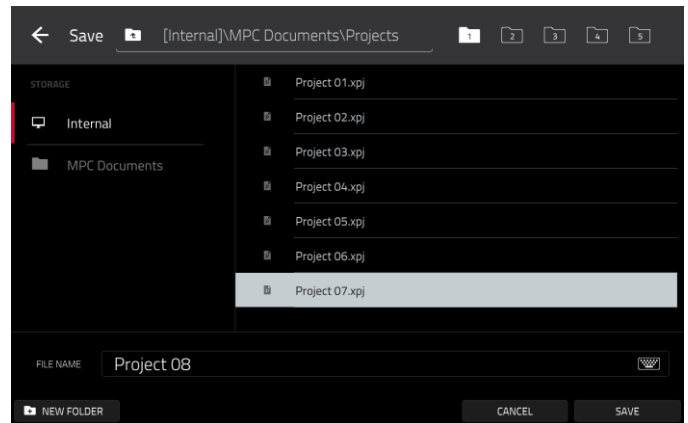 Save [Internal]\MPC Documents\Projects 1 2 3 4 5
STORAGE
Internal
MPC Documents
Project 01.xpj
Project 02.xpj
Project 03.xpj
Project 04.xpj
Project 05.xpj
Project 06.xpj
Project 07.xpj
FILE NAME Project 08
NEW FOLDER CANCEL SAVE